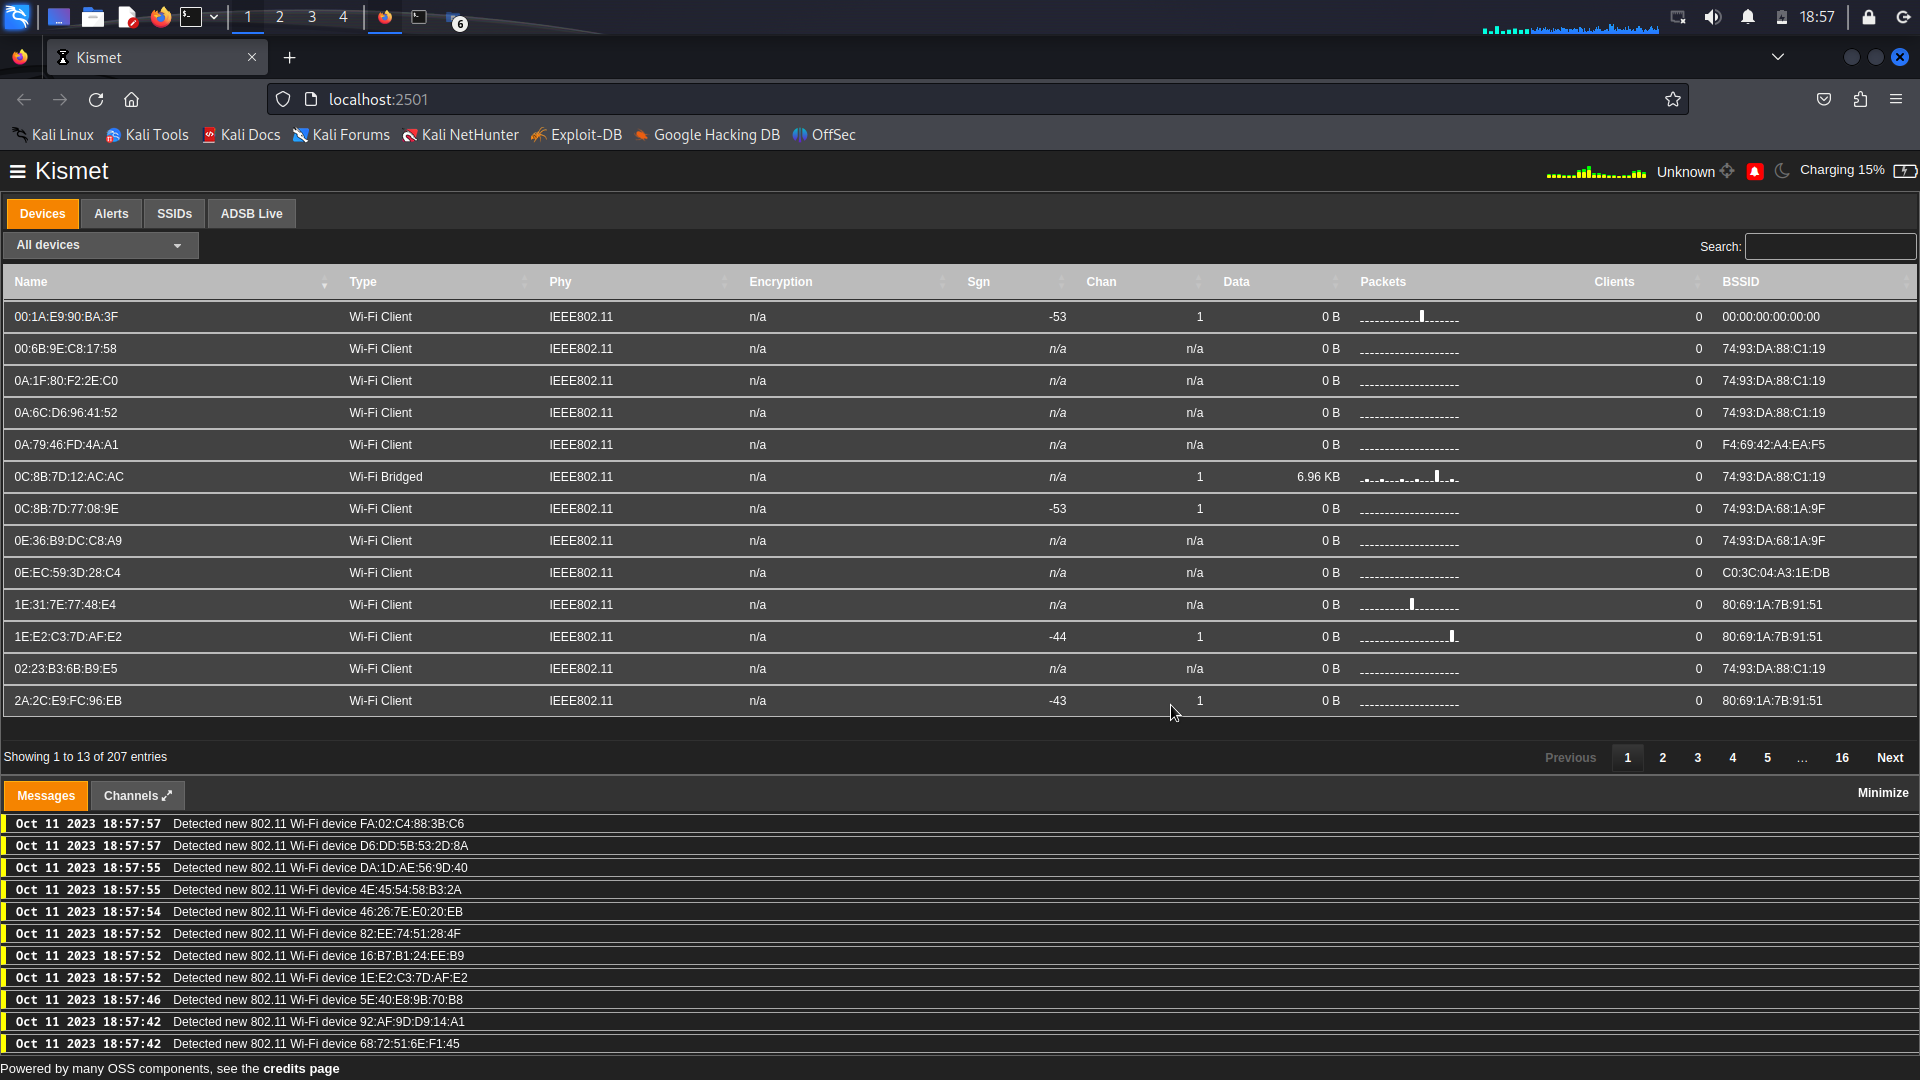 1 2 3 4 6 18:57
Kismet
localhost:2501
Kali Linux Kali Tools Kali Docs Kali Forums Kali NetHunter Exploit-DB Google Hacking DB OffSec
Kismet Unknown Charging 15%
Devices Alerts SSIDs ADSB Live
All devices Search:
Name Type Phy Encryption Sgn Chan Data Packets Clients BSSID
00:1A:E9:90:BA:3F Wi-Fi Client IEEE802.11 n/a -53 1 0 B 0 00:00:00:00:00:00
00:6B:9E:C8:17:58 Wi-Fi Client IEEE802.11 n/a n/a n/a 0 B 0 74:93:DA:88:C1:19
0A:1F:80:F2:2E:C0 Wi-Fi Client IEEE802.11 n/a n/a n/a 0 B 0 74:93:DA:88:C1:19
0A:6C:D6:96:41:52 Wi-Fi Client IEEE802.11 n/a n/a n/a 0 B 0 74:93:DA:88:C1:19
0A:79:46:FD:4A:A1 Wi-Fi Client IEEE802.11 n/a n/a n/a 0 B 0 F4:69:42:A4:EA:F5
0C:8B:7D:12:AC:AC Wi-Fi Bridged IEEE802.11 n/a n/a 1 6.96 KB 0 74:93:DA:88:C1:19
0C:8B:7D:77:08:9E Wi-Fi Client IEEE802.11 n/a -53 1 0 B 0 74:93:DA:68:1A:9F
0E:36:B9:DC:C8:A9 Wi-Fi Client IEEE802.11 n/a n/a n/a 0 B 0 74:93:DA:68:1A:9F
0E:EC:59:3D:28:C4 Wi-Fi Client IEEE802.11 n/a n/a n/a 0 B 0 C0:3C:04:A3:1E:DB
1E:31:7E:77:48:E4 Wi-Fi Client IEEE802.11 n/a n/a n/a 0 B 0 80:69:1A:7B:91:51
1E:E2:C3:7D:AF:E2 Wi-Fi Client IEEE802.11 n/a -44 1 0 B 0 80:69:1A:7B:91:51
02:23:B3:6B:B9:E5 Wi-Fi Client IEEE802.11 n/a n/a n/a 0 B 0 74:93:DA:88:C1:19
2A:2C:E9:FC:96:EB Wi-Fi Client IEEE802.11 n/a -43 1 0 B 0 80:69:1A:7B:91:51
Showing 1 to 13 of 207 entries Previous 1 2 3 4 5 … 16 Next
Messages Channels Minimize
Oct 11 2023 18:57:57 Detected new 802.11 Wi-Fi device FA:02:C4:88:3B:C6
Oct 11 2023 18:57:57 Detected new 802.11 Wi-Fi device D6:DD:5B:53:2D:8A
Oct 11 2023 18:57:55 Detected new 802.11 Wi-Fi device DA:1D:AE:56:9D:40
Oct 11 2023 18:57:55 Detected new 802.11 Wi-Fi device 4E:45:54:58:B3:2A
Oct 11 2023 18:57:54 Detected new 802.11 Wi-Fi device 46:26:7E:E0:20:EB
Oct 11 2023 18:57:52 Detected new 802.11 Wi-Fi device 82:EE:74:51:28:4F
Oct 11 2023 18:57:52 Detected new 802.11 Wi-Fi device 16:B7:B1:24:EE:B9
Oct 11 2023 18:57:52 Detected new 802.11 Wi-Fi device 1E:E2:C3:7D:AF:E2
Oct 11 2023 18:57:46 Detected new 802.11 Wi-Fi device 5E:40:E8:9B:70:B8
Oct 11 2023 18:57:42 Detected new 802.11 Wi-Fi device 92:AF:9D:D9:14:A1
Oct 11 2023 18:57:42 Detected new 802.11 Wi-Fi device 68:72:51:6E:F1:45
Powered by many OSS components, see the credits page